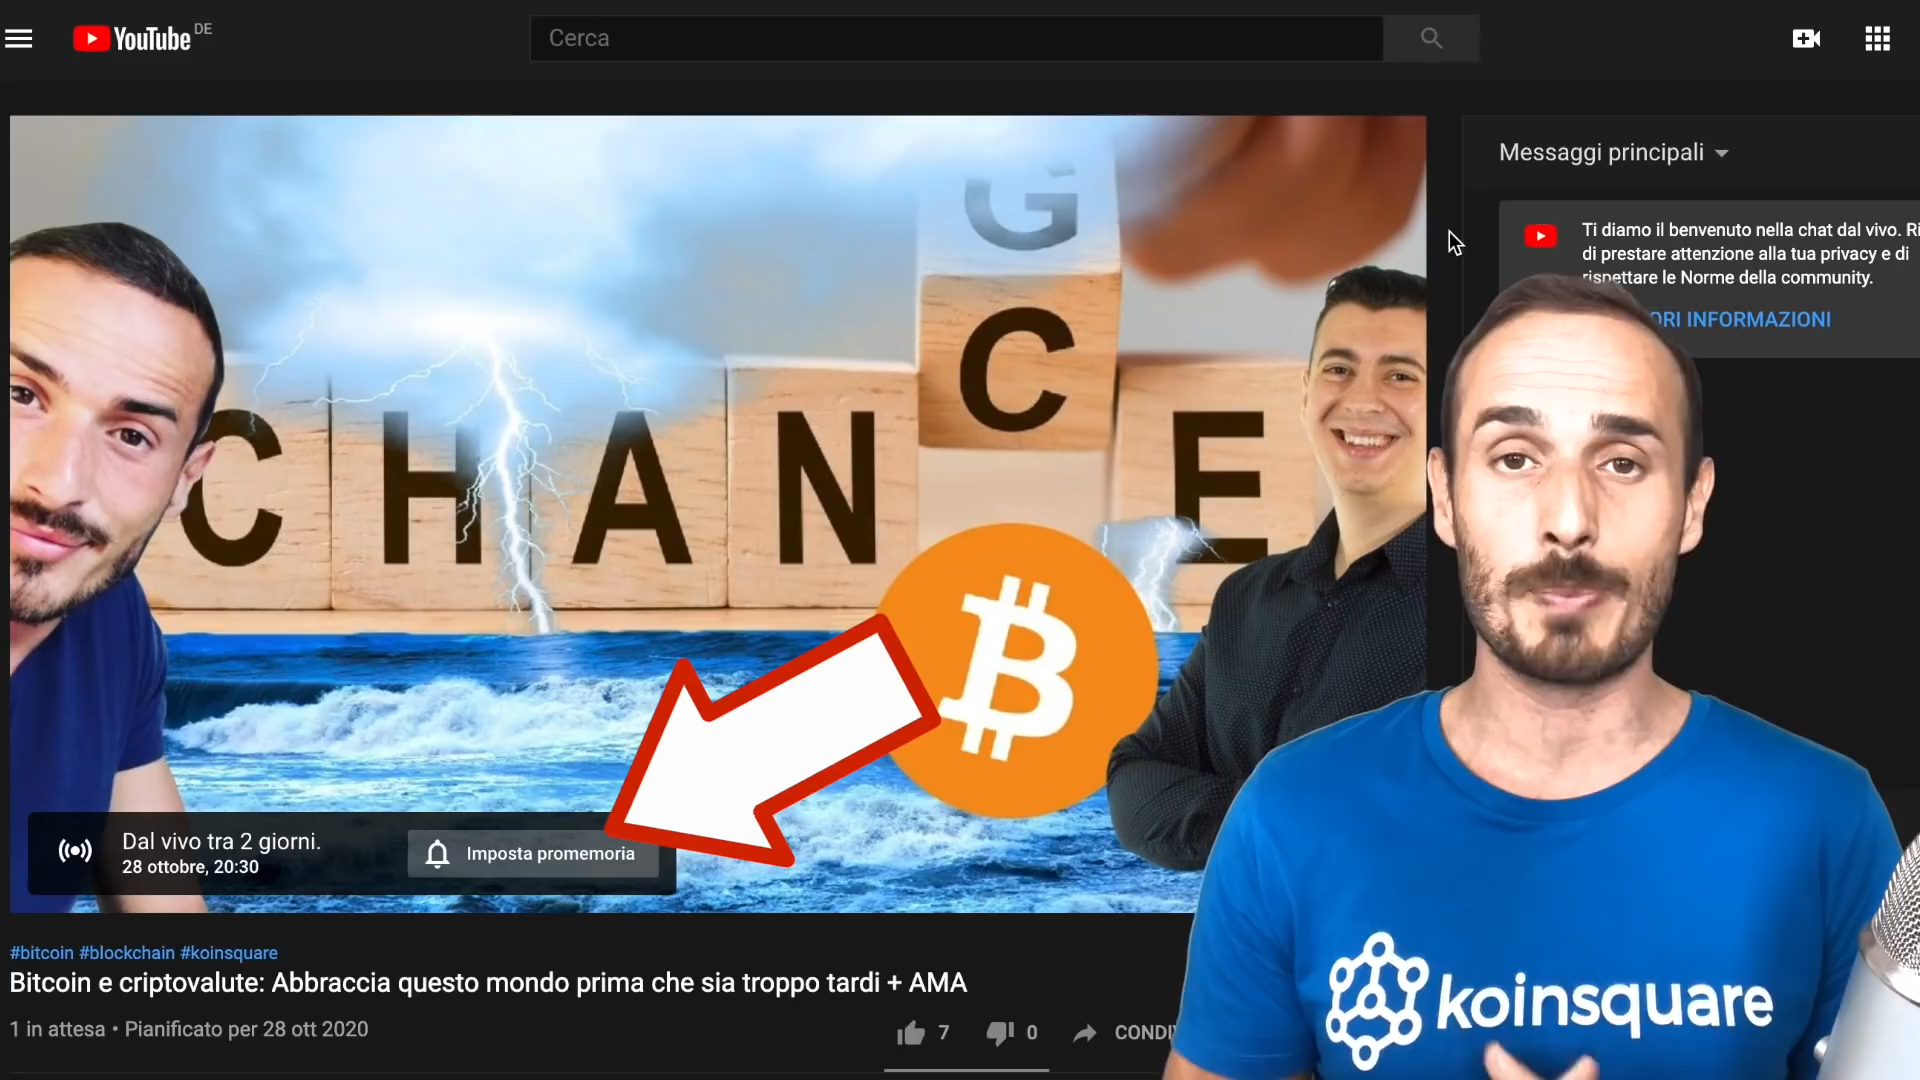 YouTube DE
Cerca
Messaggi principali
Ti diamo il benvenuto nella chat dal vivo. Ri
di prestare attenzione alla tua privacy e di
rispettare le Norme della community.
ORI INFORMAZIONI
G
CHANCE
Dal vivo tra 2 giorni.
28 ottobre, 20:30
Imposta promemoria
#bitcoin #blockchain #koinsquare
Bitcoin e criptovalute: Abbraccia questo mondo prima che sia troppo tardi + AMA
1 in attesa • Pianificato per 28 ott 2020
7
0
CONDI
koinsquare